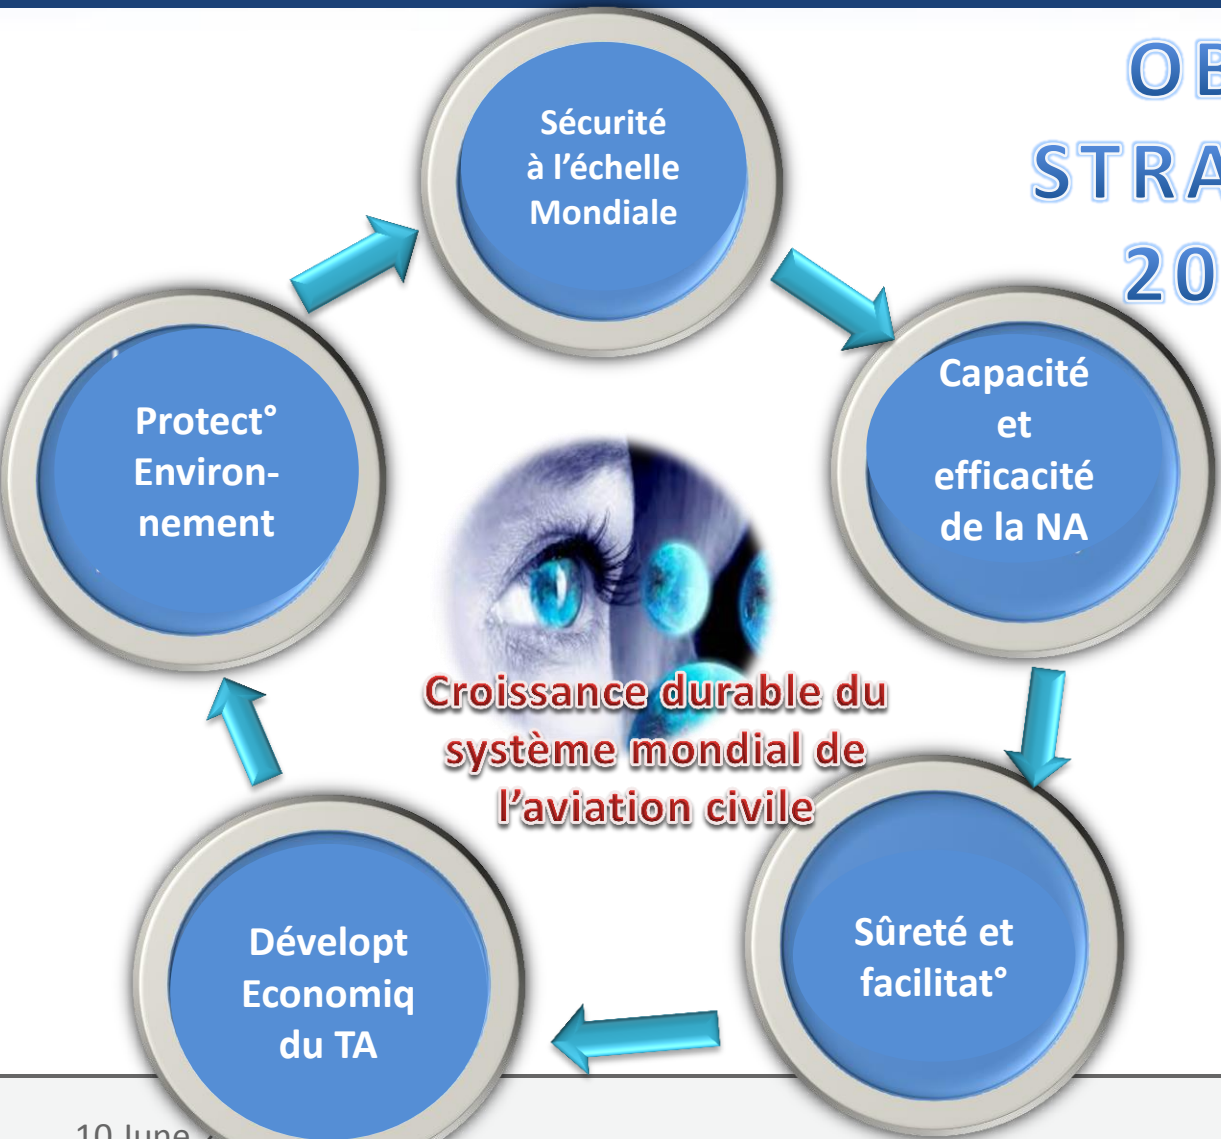 OB
STRA
20
Sécurité
à l'échelle
Mondiale
Capacité
et
efficacité
de la NA
Protect°
Environ-
nement
Croissance durable du
système mondial de
l'aviation civile
Sûreté et
facilitat°
Dévelopt
Economiq
du TA
10 June